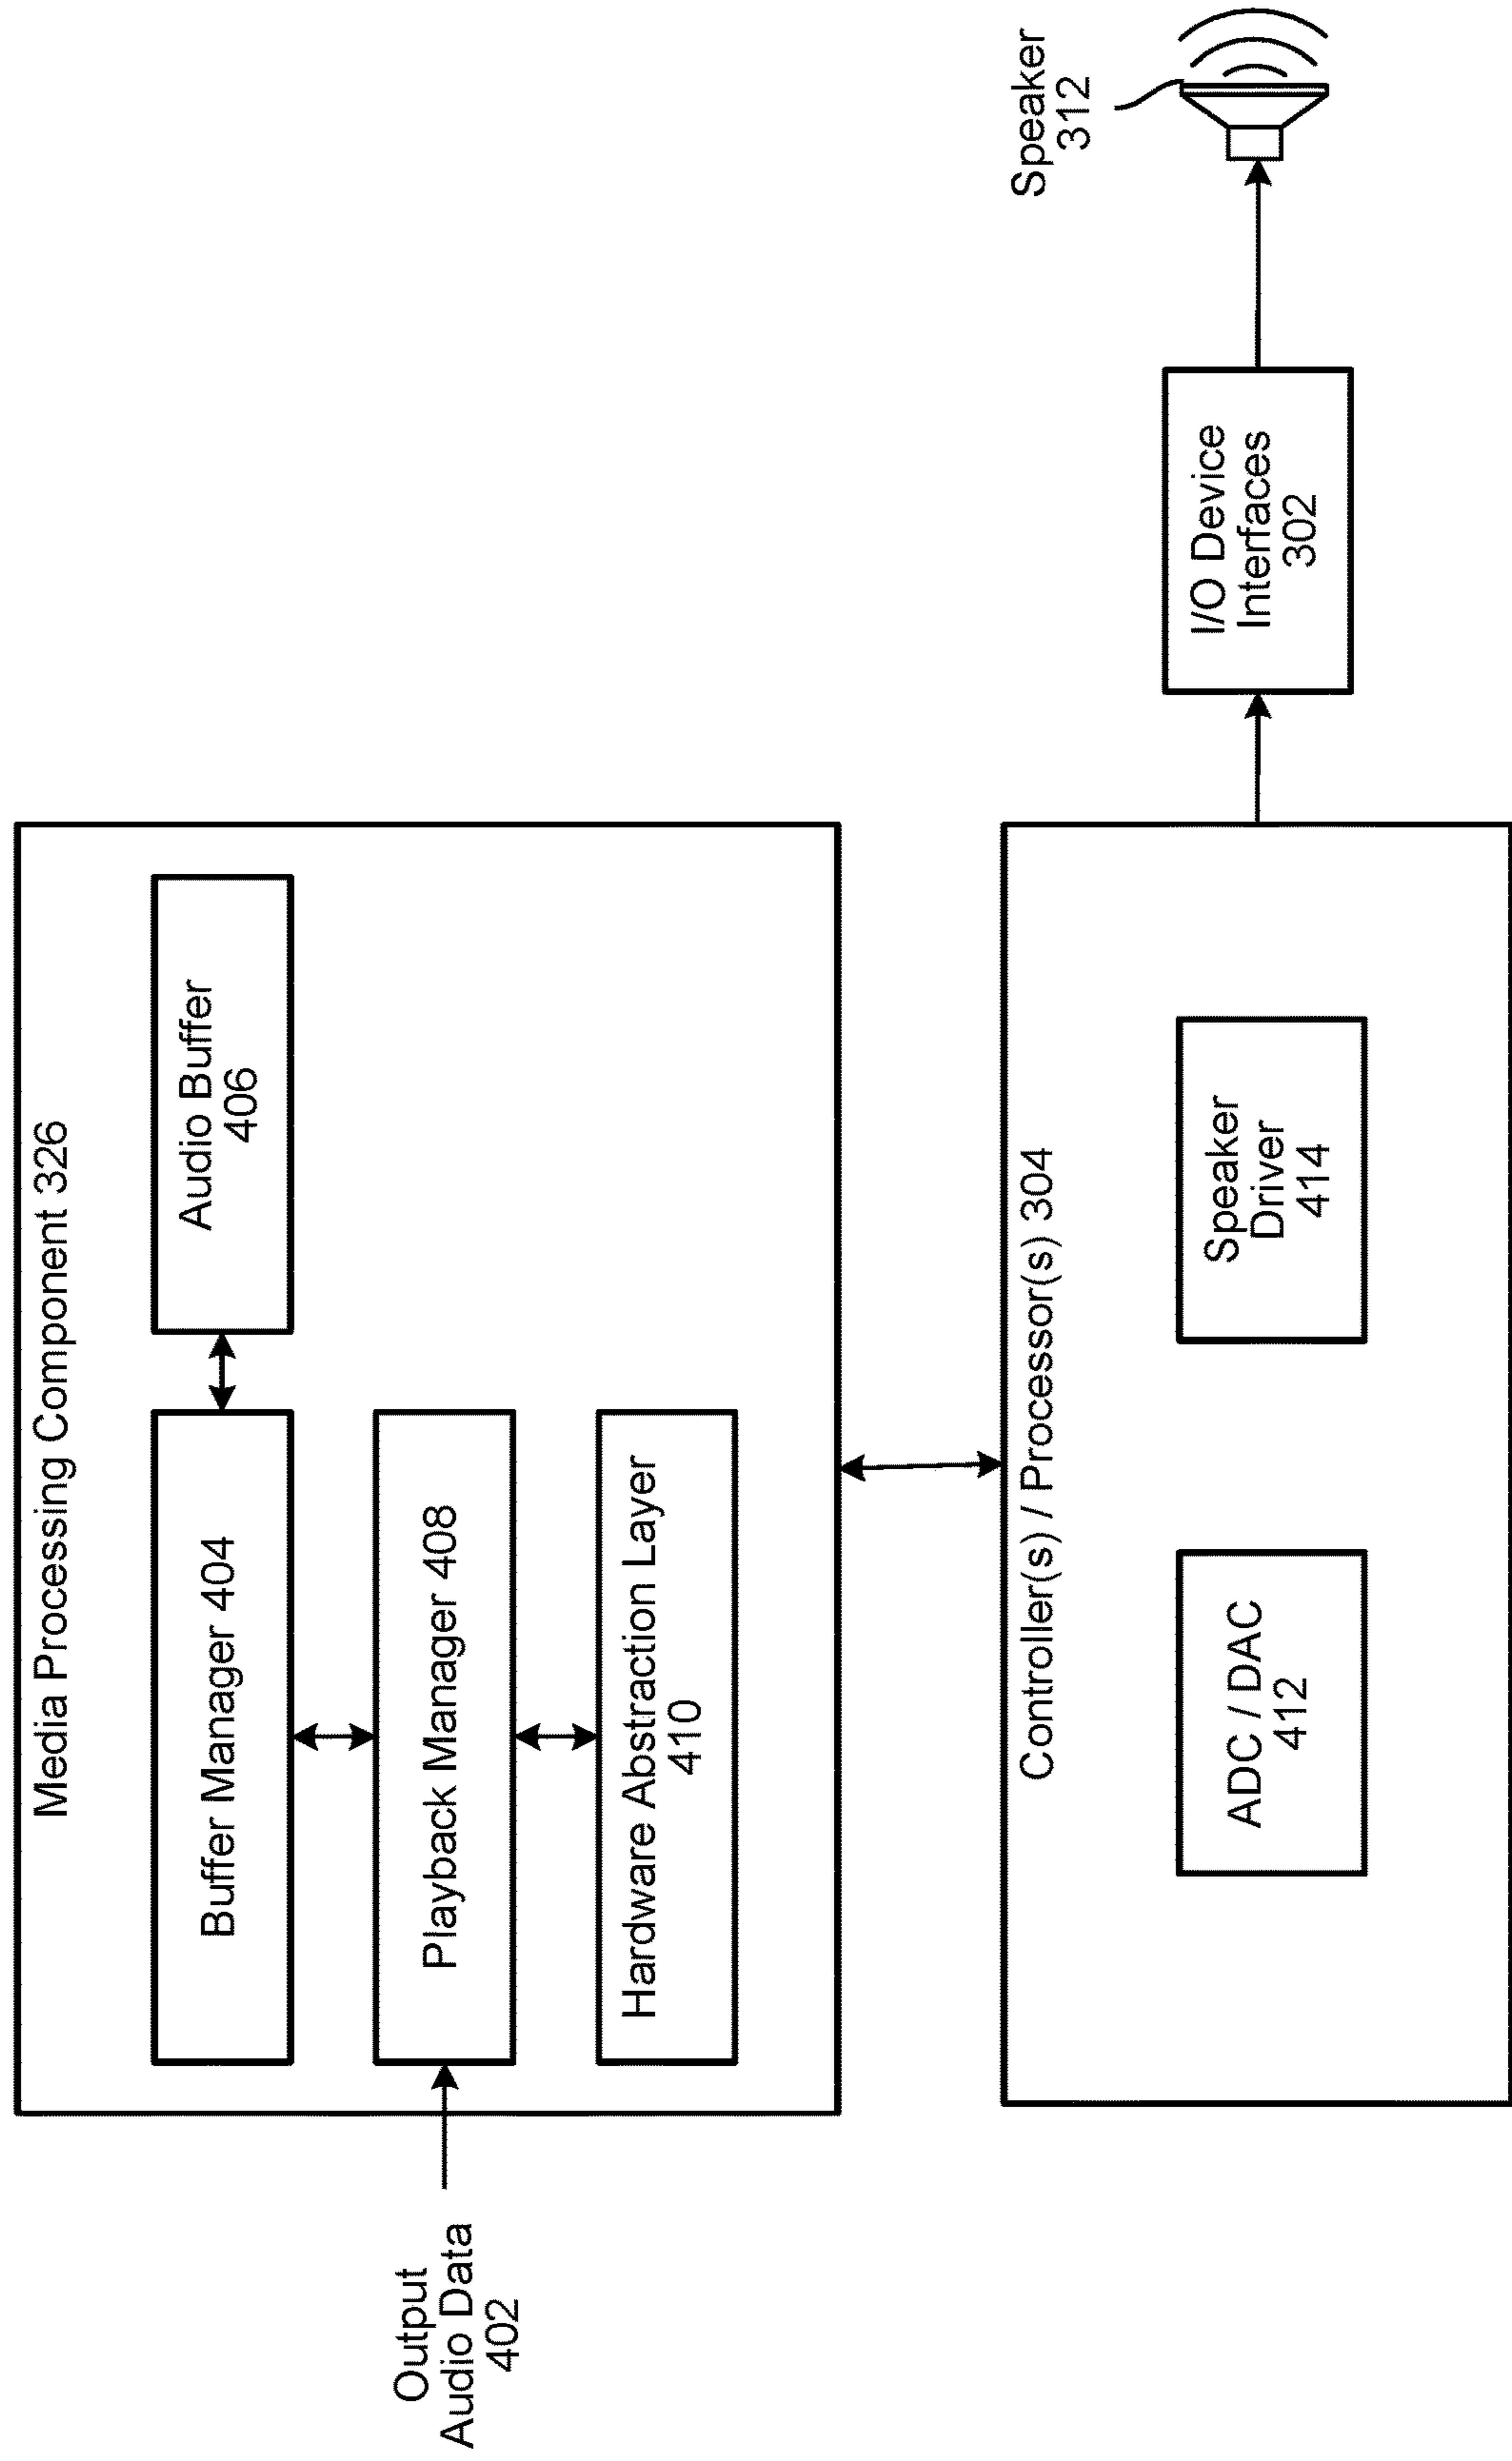 Media Processing Component 326
Buffer Manager 404
Audio Buffer
406
Output
Audio Data
402
Playback Manager 408
Hardware Abstraction Layer
410
Controller(s) / Processor(s) 304
ADC / DAC
412
Speaker
Driver
414
I/O Device
Interfaces
302
Speaker
312